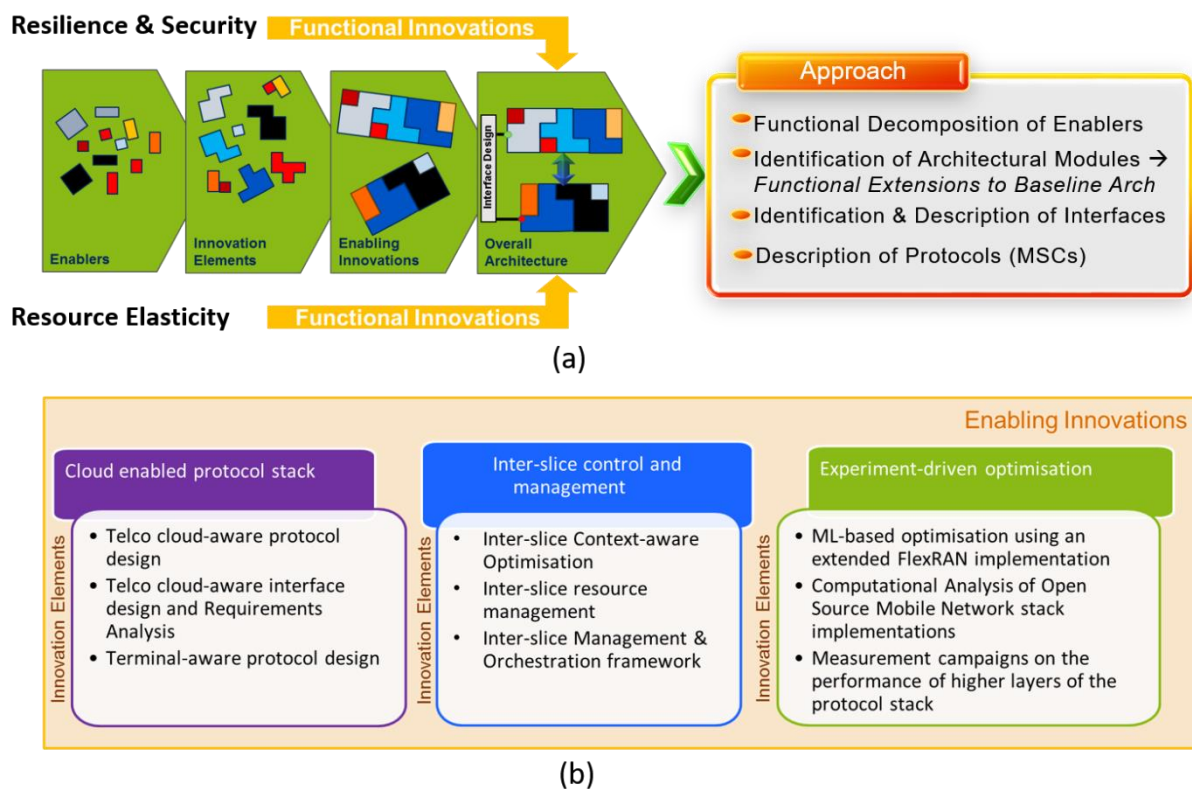 Resilience & Security
Functional Innovations
Enablers
Innovation
Elements
Enabling
Innovations
Interface Design
Overall
Architecture
Resource Elasticity
Functional Innovations
Approach
Functional Decomposition of Enablers
Identification of Architectural Modules →
Functional Extensions to Baseline Arch
Identification & Description of Interfaces
Description of Protocols (MSCs)
(a)
Enabling Innovations
Cloud enabled protocol stack
Innovation Elements
• Telco cloud-aware protocol
design
• Telco cloud-aware interface
design and Requirements
Analysis
• Terminal-aware protocol design
Inter-slice control and
management
Innovation Elements
• Inter-slice Context-aware
Optimisation
• Inter-slice resource
management
• Inter-slice Management &
Orchestration framework
Experiment-driven optimisation
Innovation Elements
• ML-based optimisation using an
extended FlexRAN implementation
• Computational Analysis of Open
Source Mobile Network stack
implementations
• Measurement campaigns on the
performance of higher layers of the
protocol stack
(b)